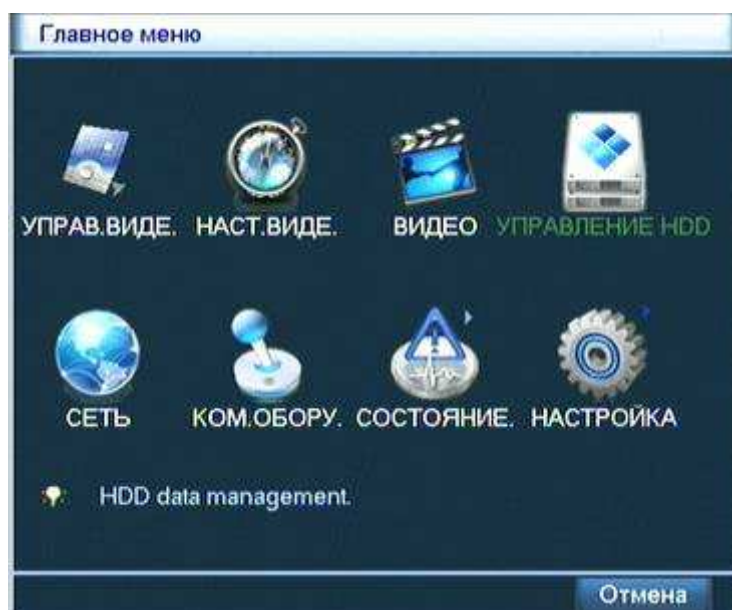 Главное меню
УПРАВ.ВИДЕ. НАСТ.ВИДЕ. ВИДЕО УПРАВЛЕНИЕ HDD
СЕТЬ КОМ.ОБОРУ. СОСТОЯНИЕ. НАСТРОЙКА
HDD data management.
Отмена